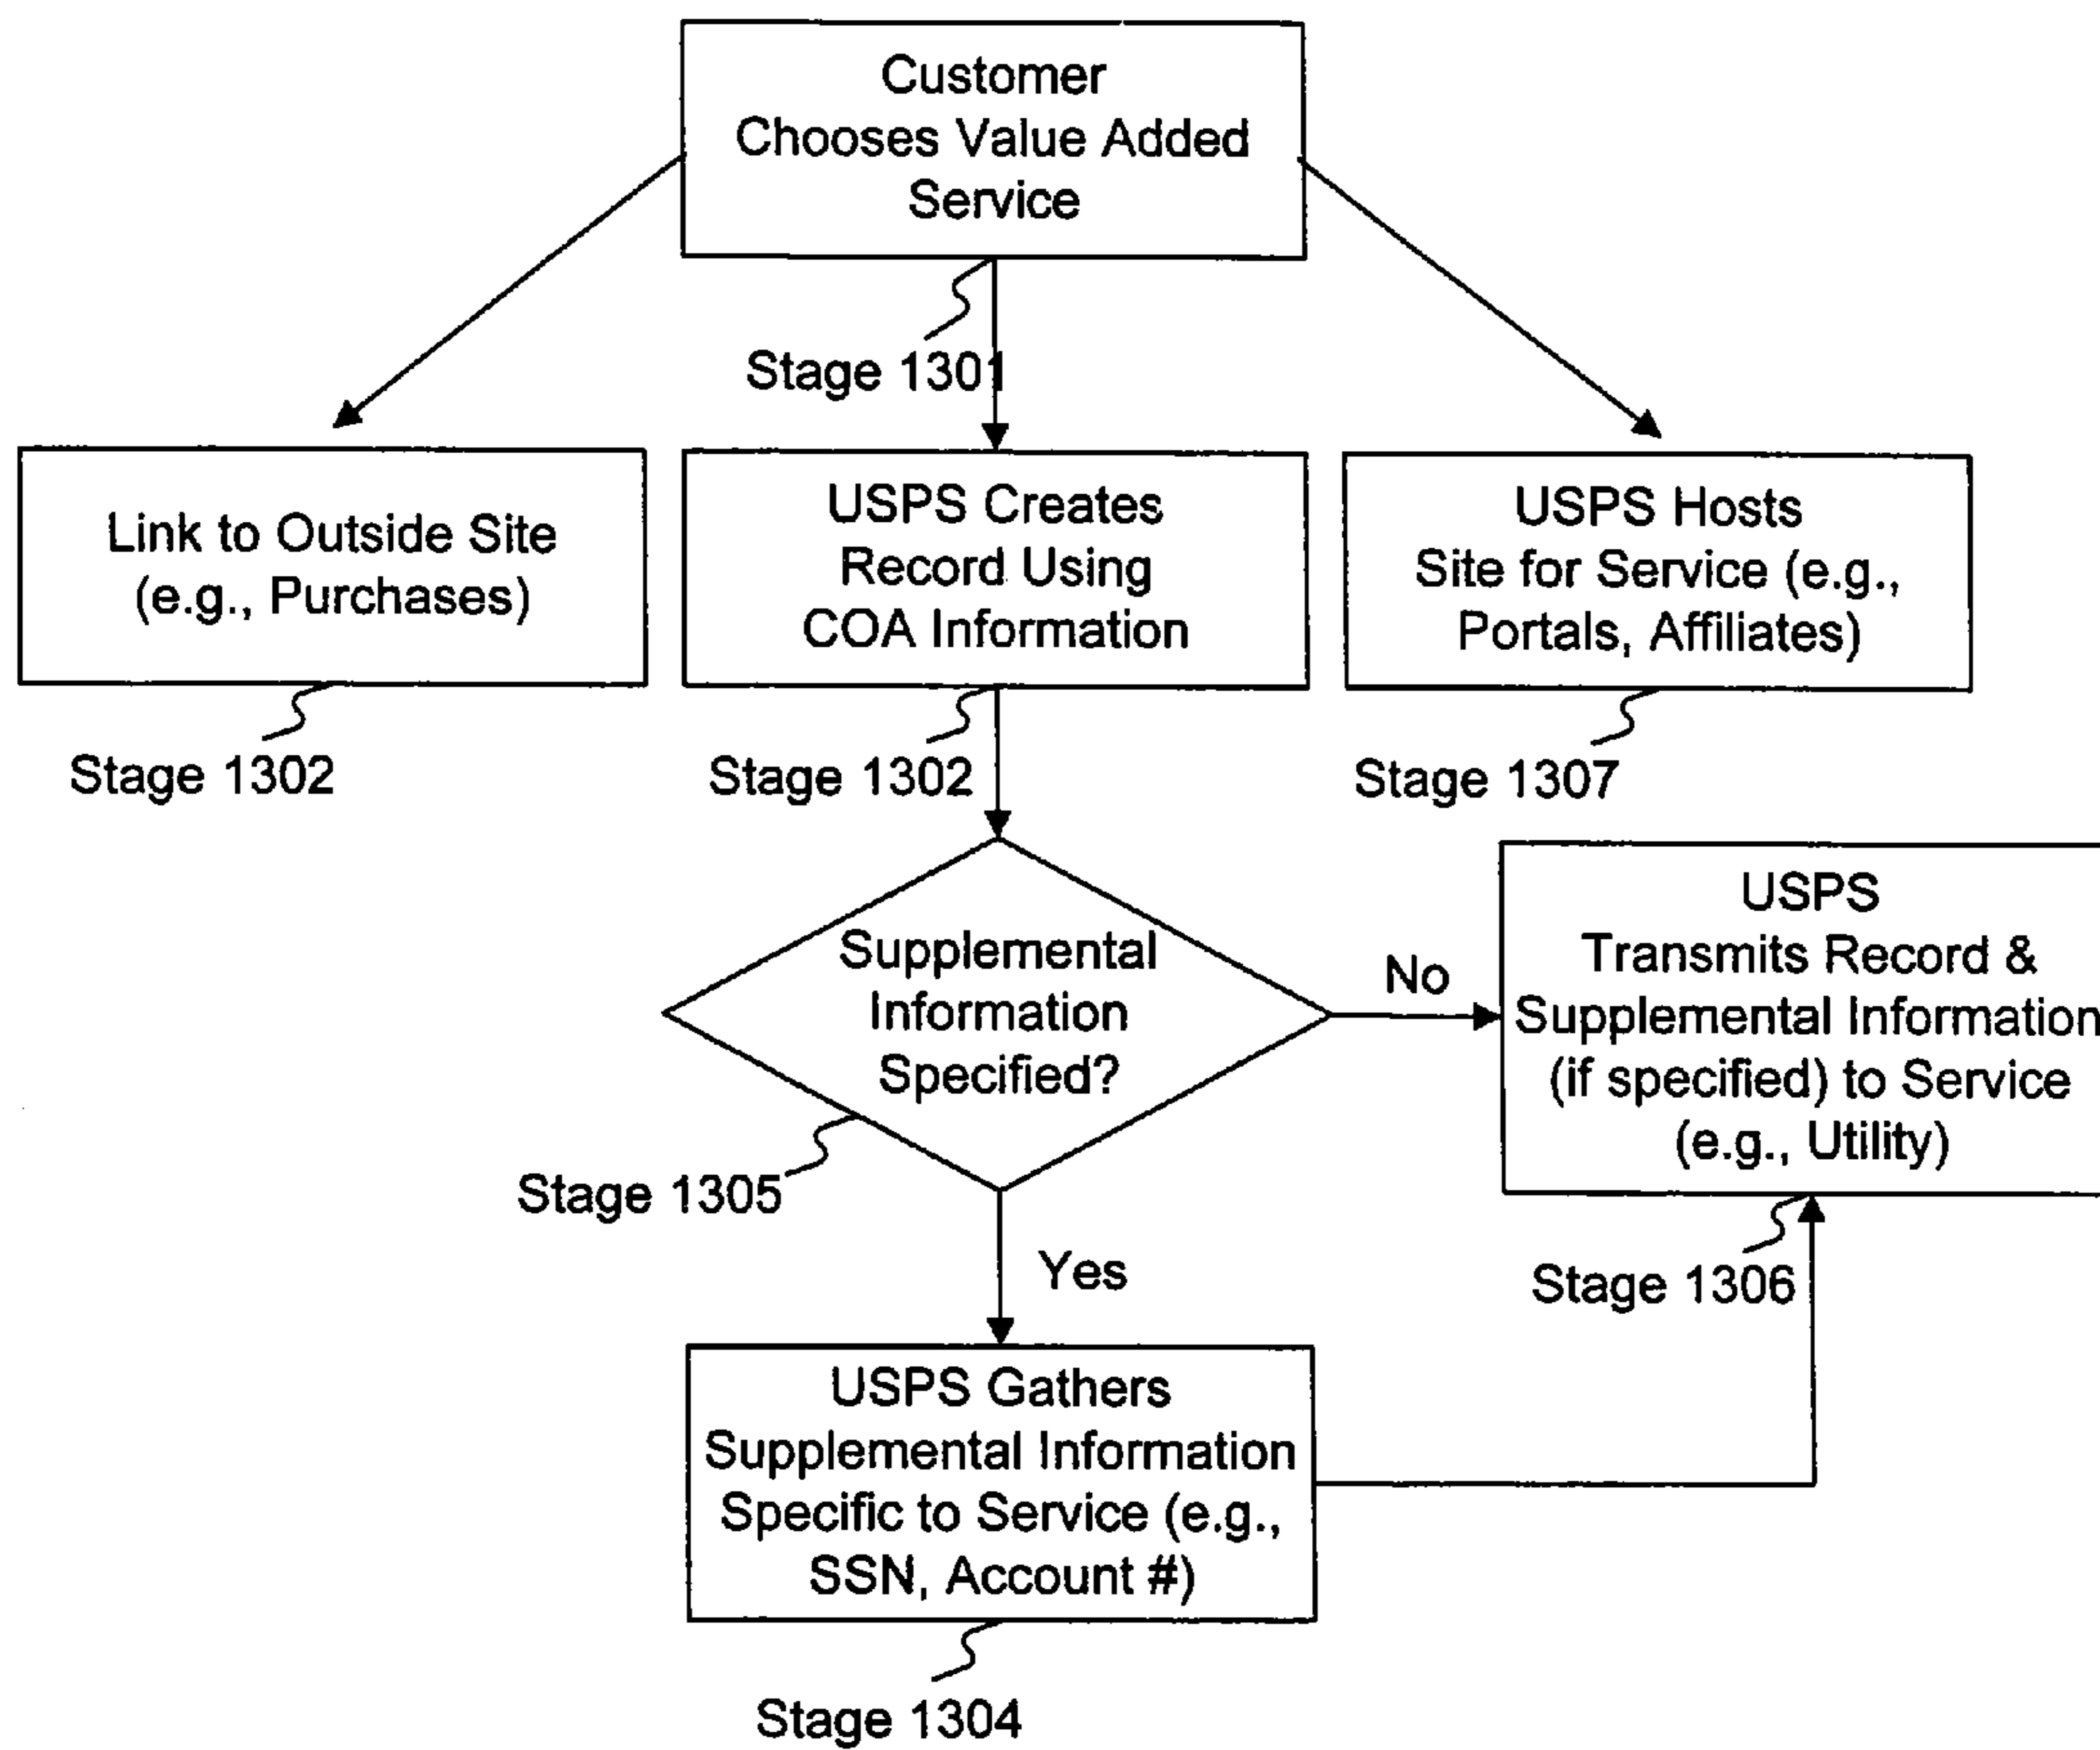 Customer
Chooses Value Added
Service
Stage 1301
Link to Outside Site
(e.g., Purchases)
Stage 1302
USPS Creates
Record Using
COA Information
Stage 1302
USPS Hosts
Site for Service (e.g.,
Portals, Affiliates)
Stage 1307
Supplemental
Information
Specified?
Stage 1305
No
USPS
Transmits Record &
Supplemental Information
(if specified) to Service
(e.g., Utility)
Stage 1306
Yes
USPS Gathers
Supplemental Information
Specific to Service (e.g.,
SSN, Account #)
Stage 1304